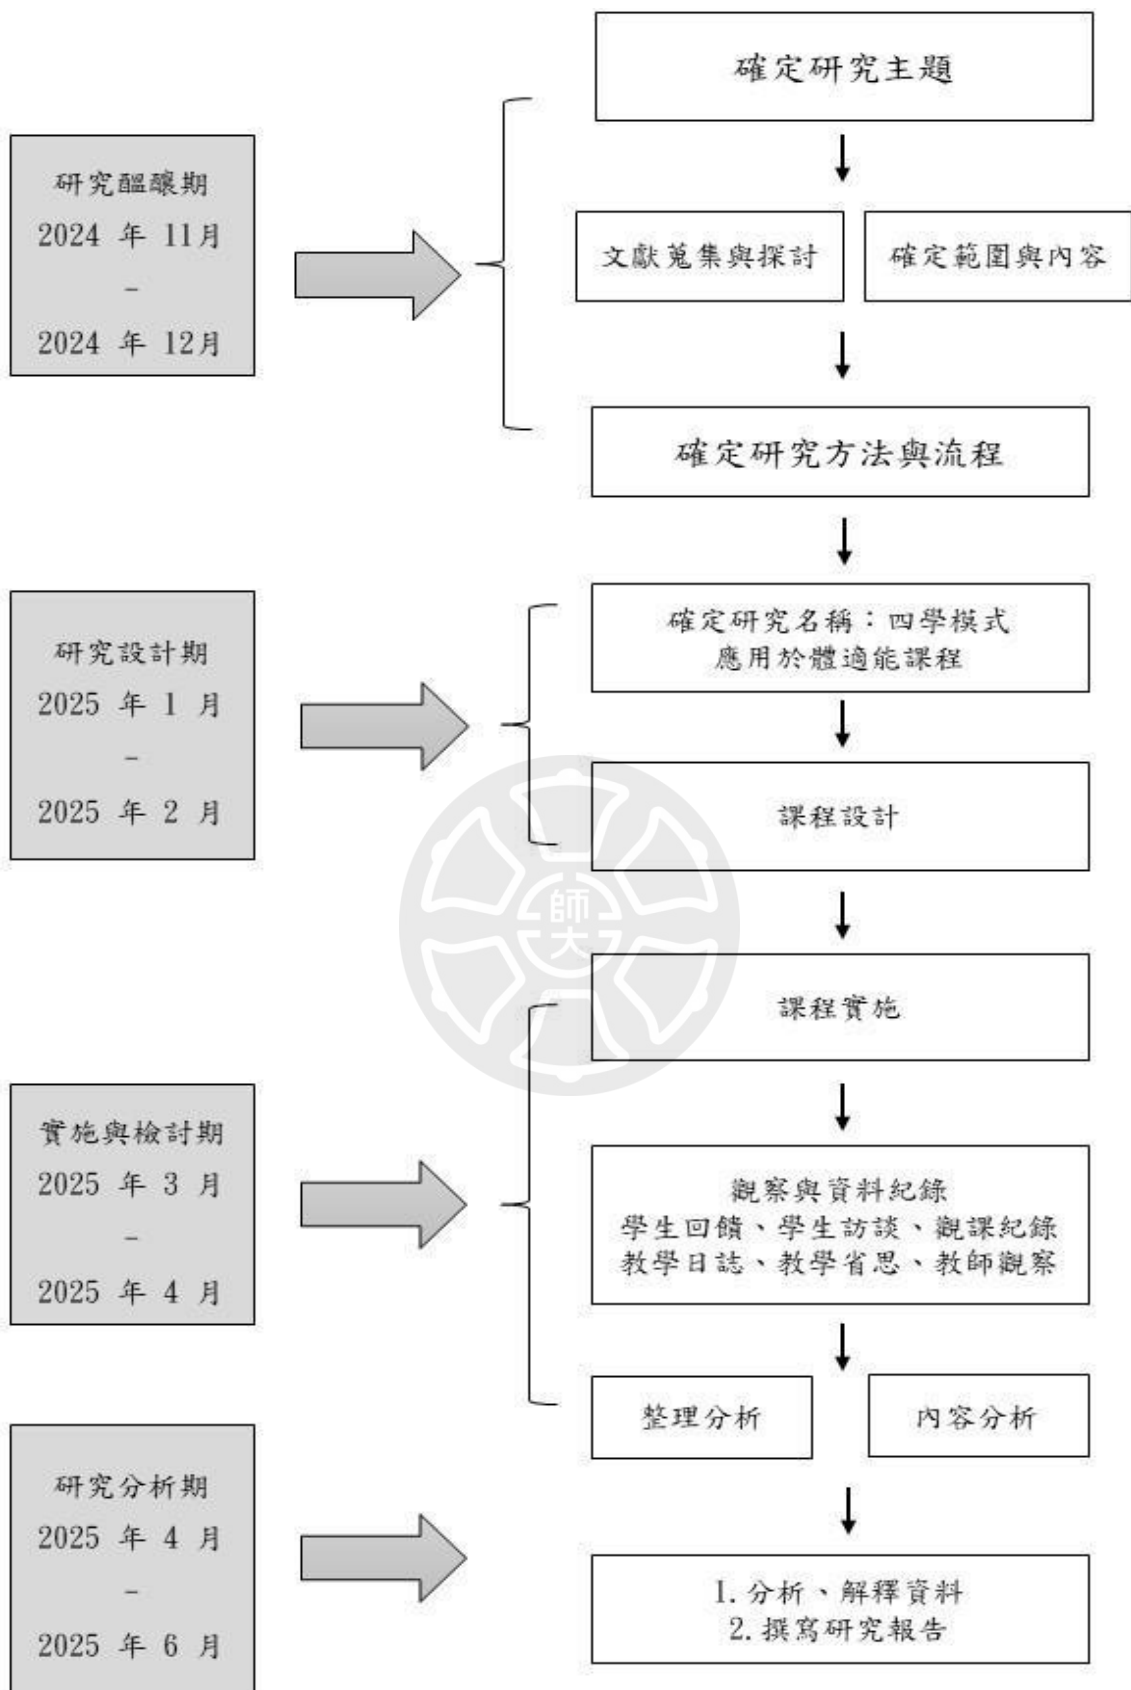 確定研究主題
研究醞釀期
2024 年 11月
–
2024 年 12月
文獻蒐集與探討
確定範圍與內容
確定研究方法與流程
研究設計期
2025 年 1 月
–
2025 年 2 月
確定研究名稱：四學模式
應用於體適能課程
課程設計
師
大
課程實施
實施與檢討期
2025 年 3 月
–
2025 年 4 月
觀察與資料紀錄
學生回饋、學生訪談、觀課紀錄
教學日誌、教學省思、教師觀察
整理分析
內容分析
研究分析期
2025 年 4 月
–
2025 年 6 月
1.分析、解釋資料
2.撰寫研究報告